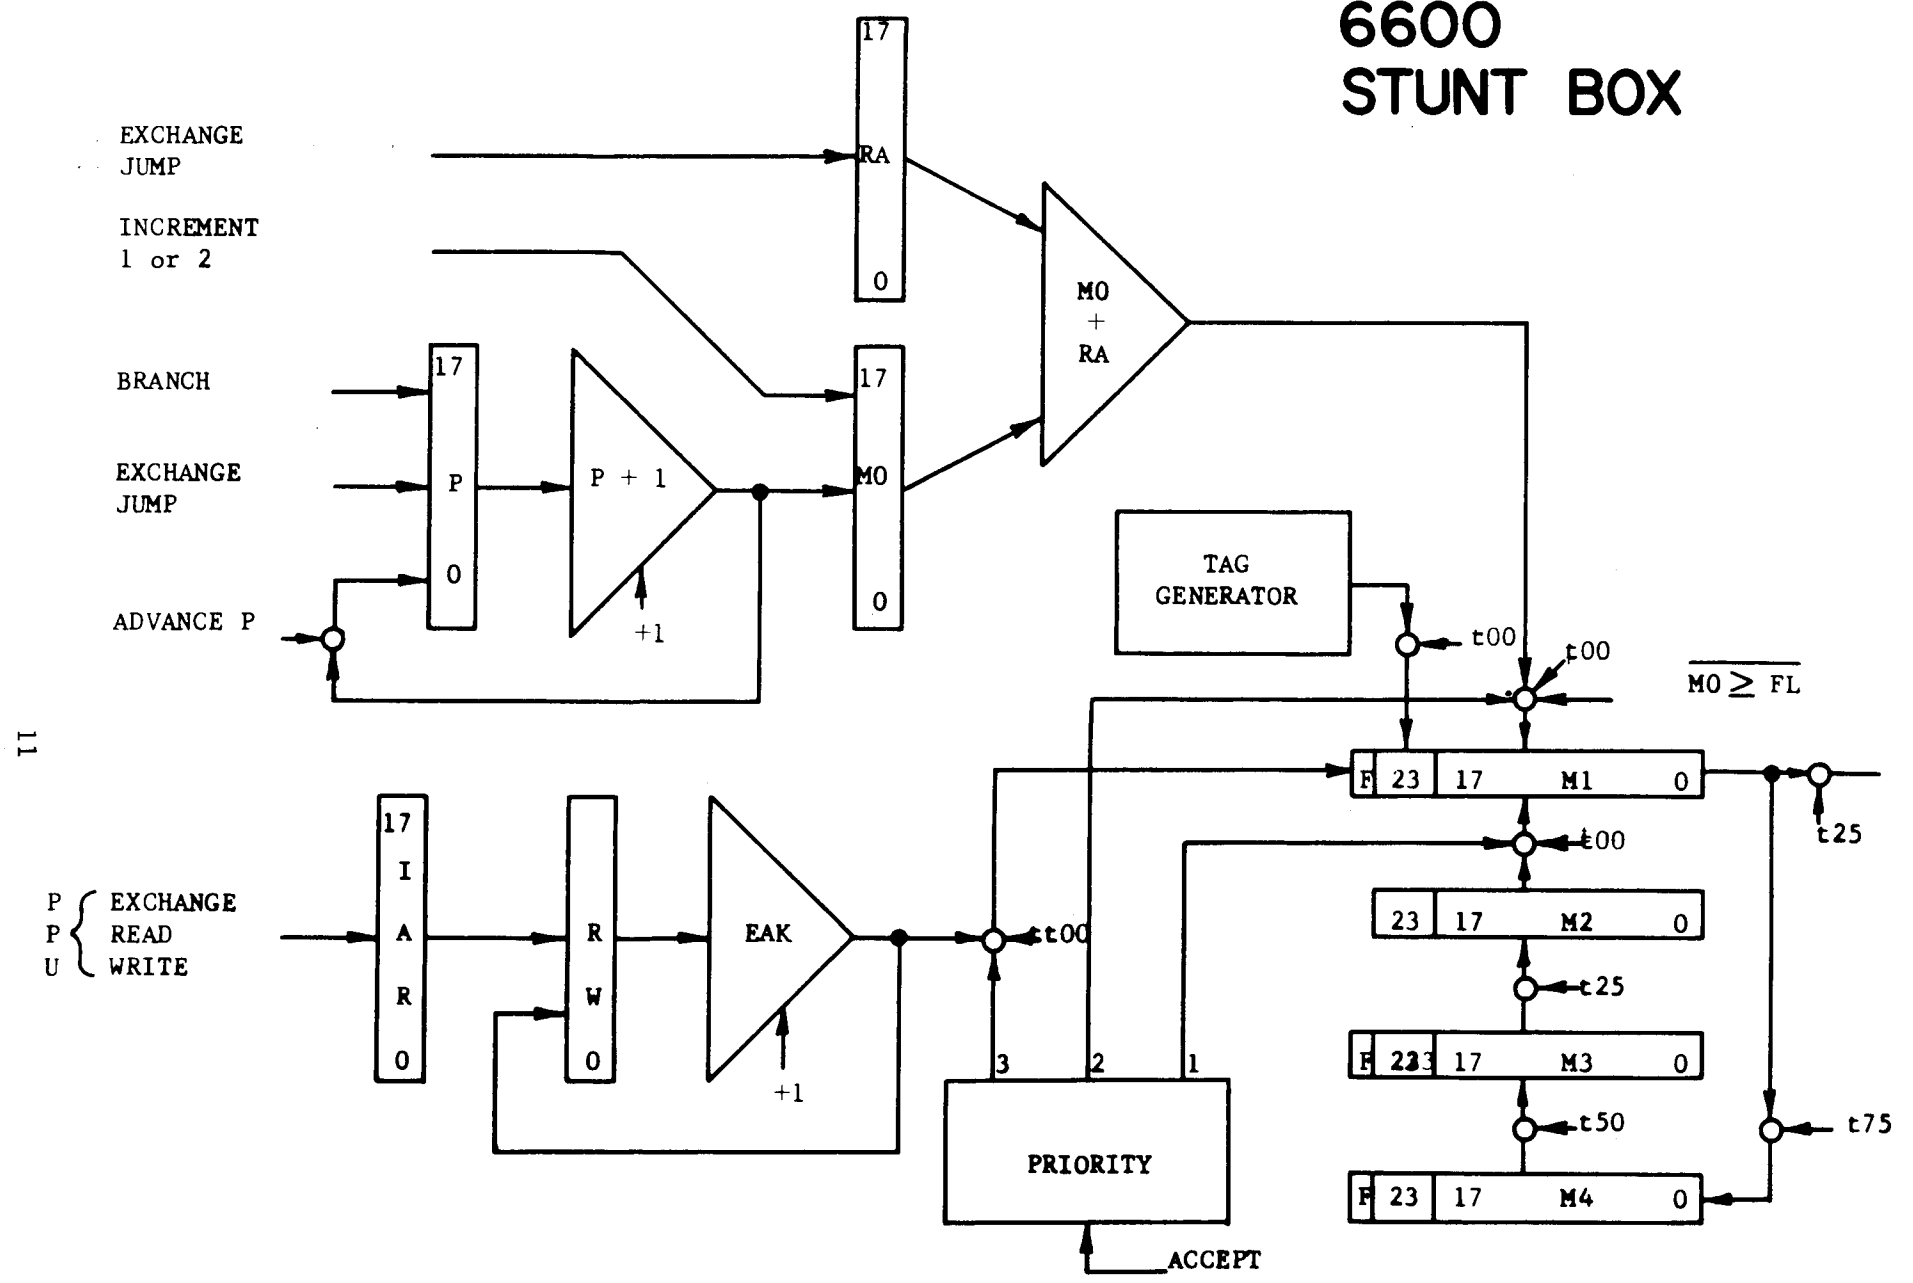 6600
STUNT BOX
17
RA
0
EXCHANGE
JUMP
INCREMENT
1 or 2
M0
+
RA
BRANCH
17
P
0
P + 1
+1
17
M0
0
EXCHANGE
JUMP
ADVANCE P
TAG
GENERATOR
t00
t00
M0 ≥ FL
11
F 23 17 M1 0
t25
t00
23 17 M2 0
t25
F 223 17 M3 0
t50
t75
F 23 17 M4 0
P EXCHANGE
P READ
U WRITE
17
I
A
R
0
R
W
0
EAK
+1
tt00
3 2 1
PRIORITY
ACCEPT